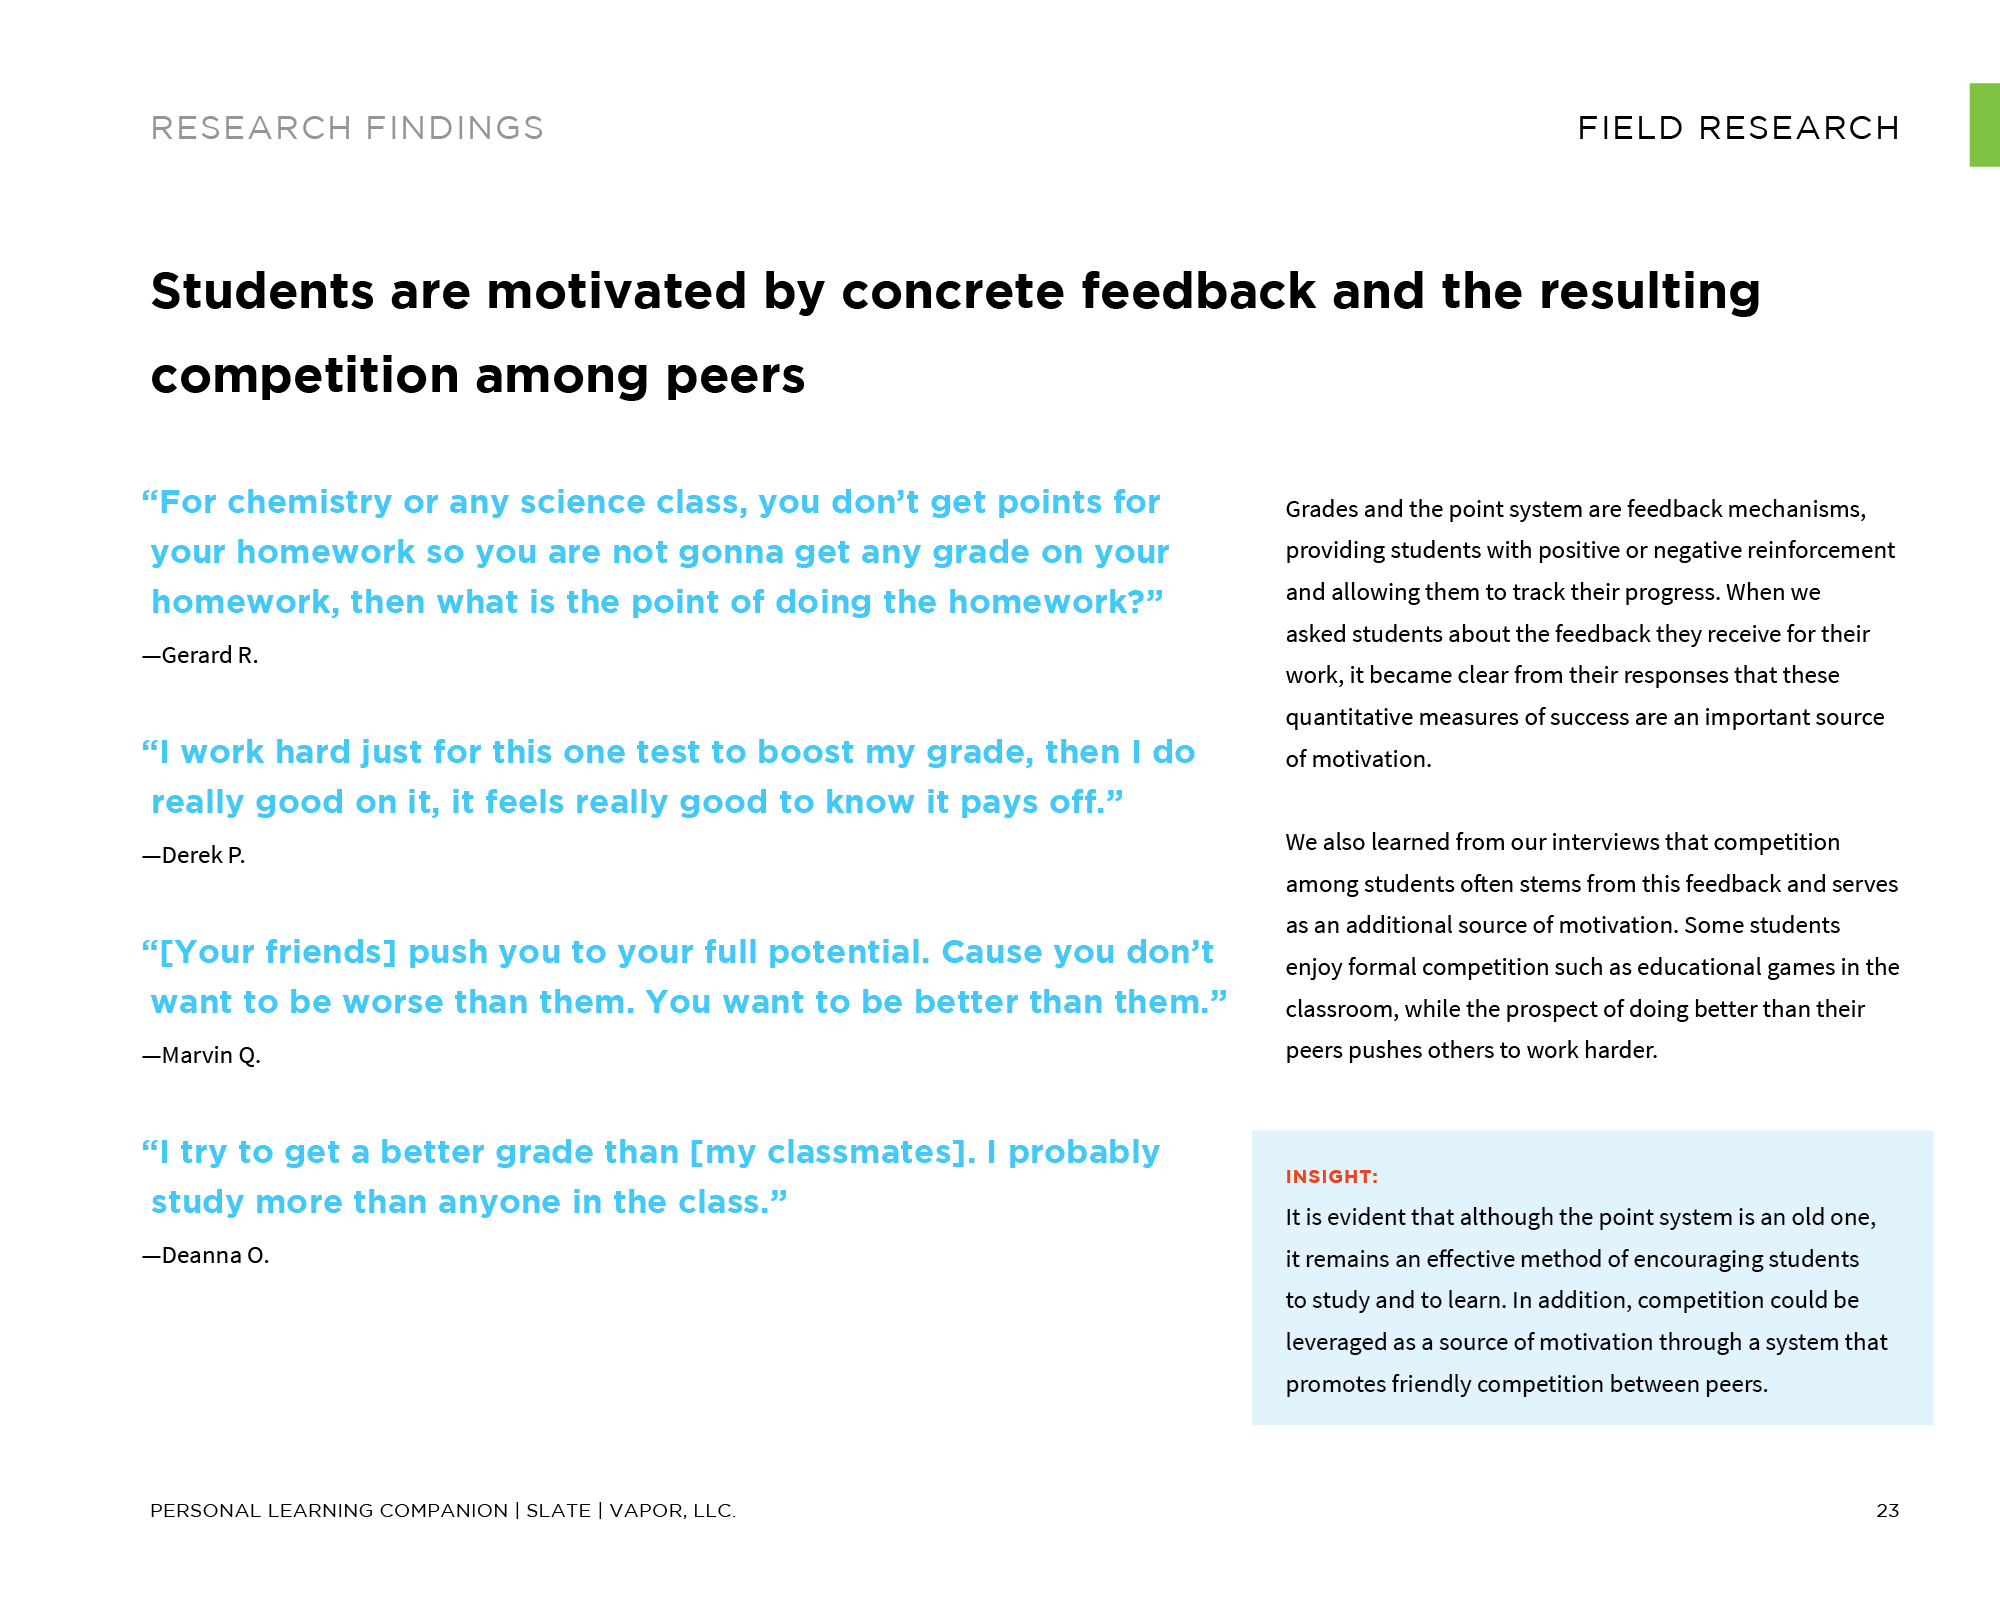 RESEARCH FINDINGS
FIELD RESEARCH
Students are motivated by concrete feedback and the resulting
competition among peers
“For chemistry or any science class, you don’t get points for
your homework so you are not gonna get any grade on your
homework, then what is the point of doing the homework?”
—Gerard R.
“I work hard just for this one test to boost my grade, then I do
really good on it, it feels really good to know it pays off.”
—Derek P.
“[Your friends] push you to your full potential. Cause you don’t
want to be worse than them. You want to be better than them.”
—Marvin Q.
“I try to get a better grade than [my classmates]. I probably
study more than anyone in the class.”
—Deanna O.
Grades and the point system are feedback mechanisms,
providing students with positive or negative reinforcement
and allowing them to track their progress. When we
asked students about the feedback they receive for their
work, it became clear from their responses that these
quantitative measures of success are an important source
of motivation.
We also learned from our interviews that competition
among students often stems from this feedback and serves
as an additional source of motivation. Some students
enjoy formal competition such as educational games in the
classroom, while the prospect of doing better than their
peers pushes others to work harder.
INSIGHT:
It is evident that although the point system is an old one,
it remains an effective method of encouraging students
to study and to learn. In addition, competition could be
leveraged as a source of motivation through a system that
promotes friendly competition between peers.
PERSONAL LEARNING COMPANION | SLATE | VAPOR, LLC.
23